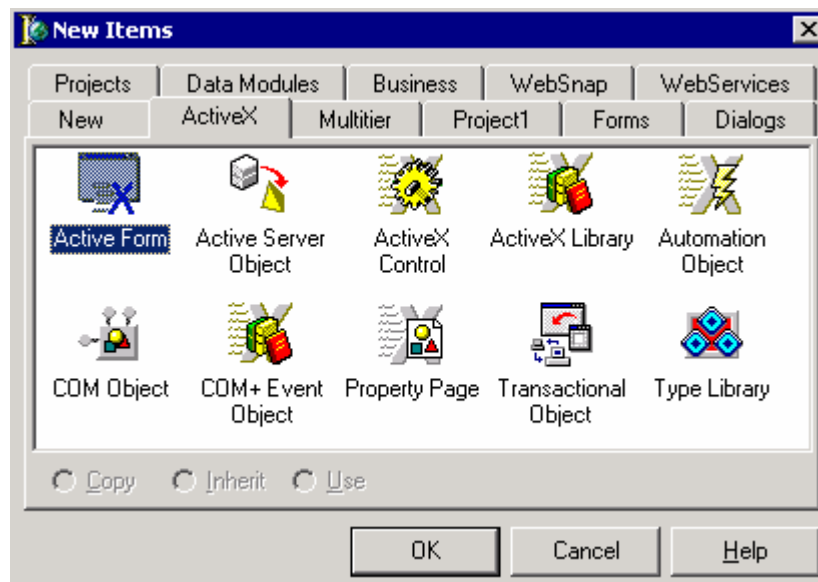 New Items
Projects Data Modules Business WebSnap WebServices
New ActiveX Multitier Project1 Forms Dialogs
Active Form Active Server Object ActiveX Control ActiveX Library Automation Object
COM Object COM+ Event Object Property Page Transactional Object Type Library
Copy Inherit Use
OK Cancel Help